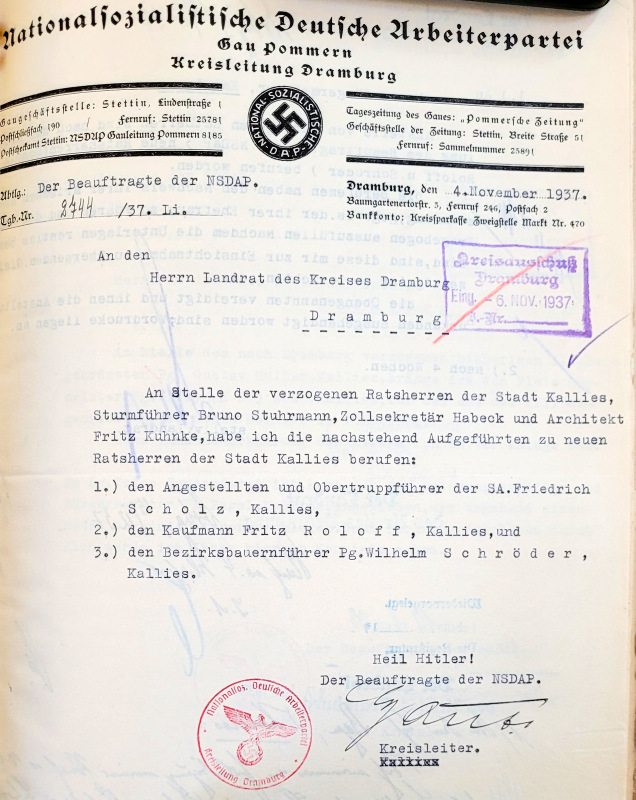 Nationalsozialistische Deutsche Arbeiterpartei
Gau Pommern
Kreisleitung Dramburg
Gaugeschäftsstelle: Stettin, Lindenstraße 1
Postschließfach 190 Fernruf: Stettin 25781
Postscheckamt Stettin: NSDAP Gauleitung Pommern 8185
NATIONAL-SOZIALISTISCHE-D.A.P.
Tageszeitung des Gaues: „Pommersche Zeitung"
Geschäftsstelle der Zeitung: Stettin, Breite Straße 51
Fernruf: Sammelnummer 25891
Abtlg.: Der Beauftragte der NSDAP.
Tgb.-Nr. 2744 /37. Li.
Dramburg, den 4.November 1937.
Baumgartenertorstr. 3, Fernruf 246, Postfach 2
Bankkonto: Kreissparkasse Zweigstelle Markt Nr. 470
An den
Herrn Landrat des Kreises Dramburg
D r a m b u r g
Kreisausschuß
Dramburg
Eing. - 6. NOV. 1937
J.-Nr.
An Stelle der verzogenen Ratsherren der Stadt Kallies,
Sturmführer Bruno Stuhrmann,Zollsekretär Habeck und Architekt
Fritz Kuhnke,habe ich die nachstehend Aufgeführten zu neuen
Ratsherren der Stadt Kallies berufen:
1.) den Angestellten und Obertruppführer der SA.Friedrich
S c h o l z , Kallies,
2.) den Kaufmann Fritz R o l o f f , Kallies,und
3.) den Bezirksbauernführer Pg.Wilhelm S c h r ö d e r ,
Kallies.
Heil Hitler!
Der Beauftragte der NSDAP.
Kreisleiter.
Nationalsoz. Deutsche Arbeiterpartei
Kreisleitung Dramburg